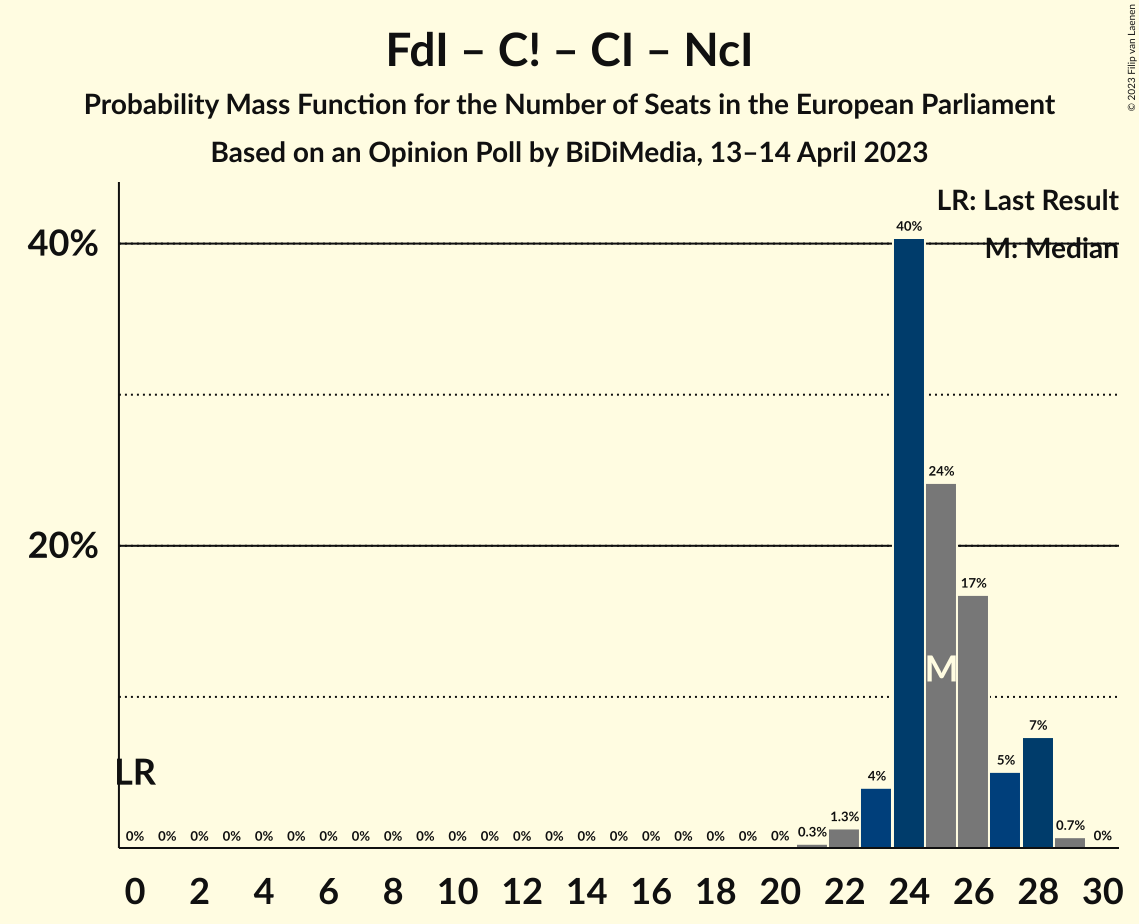 FdI – C! – CI – NcI
Probability Mass Function for the Number of Seats in the European Parliament
Based on an Opinion Poll by BiDiMedia, 13–14 April 2023
© 2023 Filip van Laenen
LR: Last Result
M: Median
40%
20%
40%
24%
17%
M
7%
5%
4%
LR
0% 0% 0% 0% 0% 0% 0% 0% 0% 0% 0% 0% 0% 0% 0% 0% 0% 0% 0% 0% 0% 0.3% 1.3% 0.7% 0%
0 2 4 6 8 10 12 14 16 18 20 22 24 26 28 30